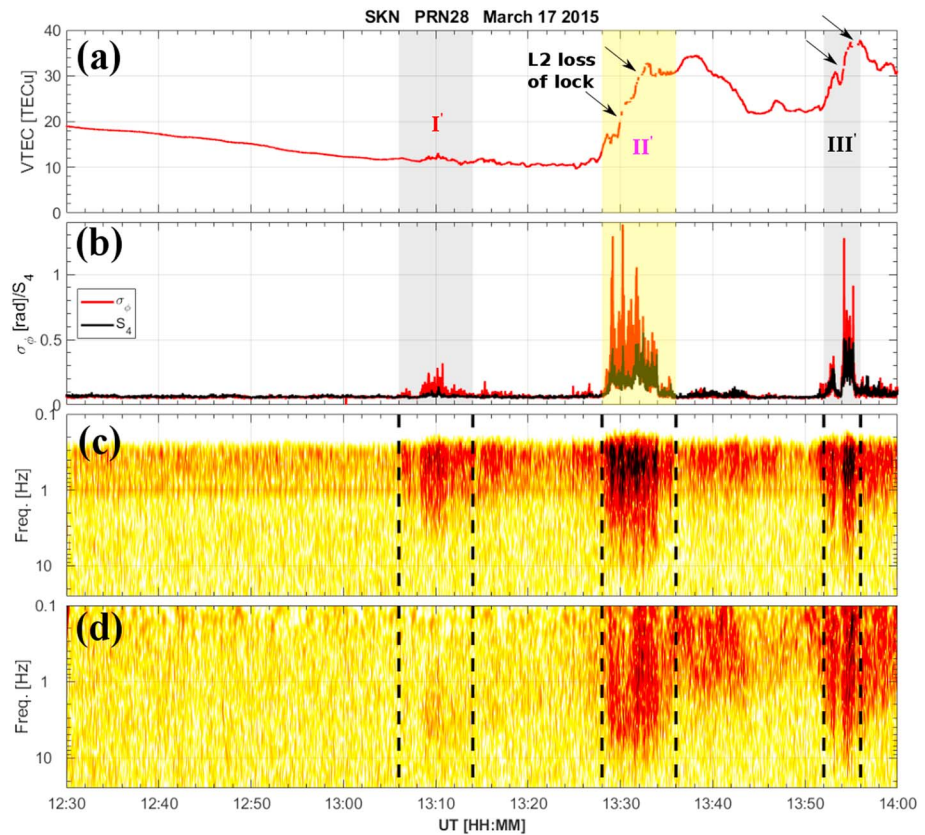 SKN PRN28 March 17 2015
(a)
VTEC [TECu]
40
30
20
10
0
I'
L2 loss
of lock
II'
III'
(b)
σϕ [rad]/S4
1
0.5
0
σϕ
S4
(c)
Freq. [Hz]
0.1
1
10
(d)
Freq. [Hz]
0.1
1
10
12:30 12:40 12:50 13:00 13:10 13:20 13:30 13:40 13:50 14:00
UT [HH:MM]